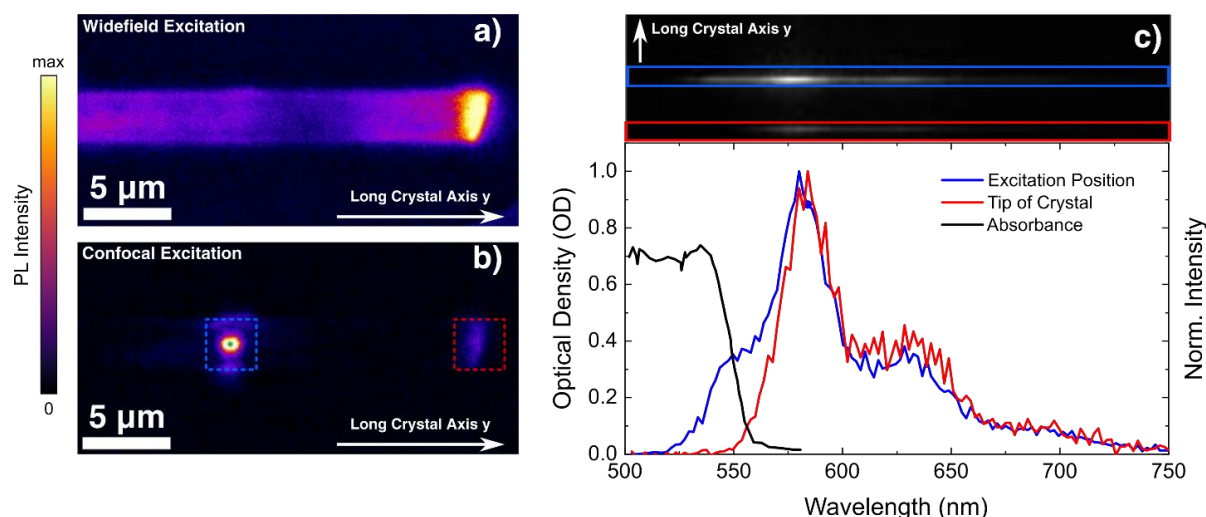 Widefield Excitation
a)
max
PL Intensity
0
5 µm
Long Crystal Axis y
Confocal Excitation
b)
5 µm
Long Crystal Axis y
Long Crystal Axis y
c)
Optical Density (OD)
1.0
0.8
0.6
0.4
0.2
0.0
Excitation Position
Tip of Crystal
Absorbance
Norm. Intensity
500 550 600 650 700 750
Wavelength (nm)